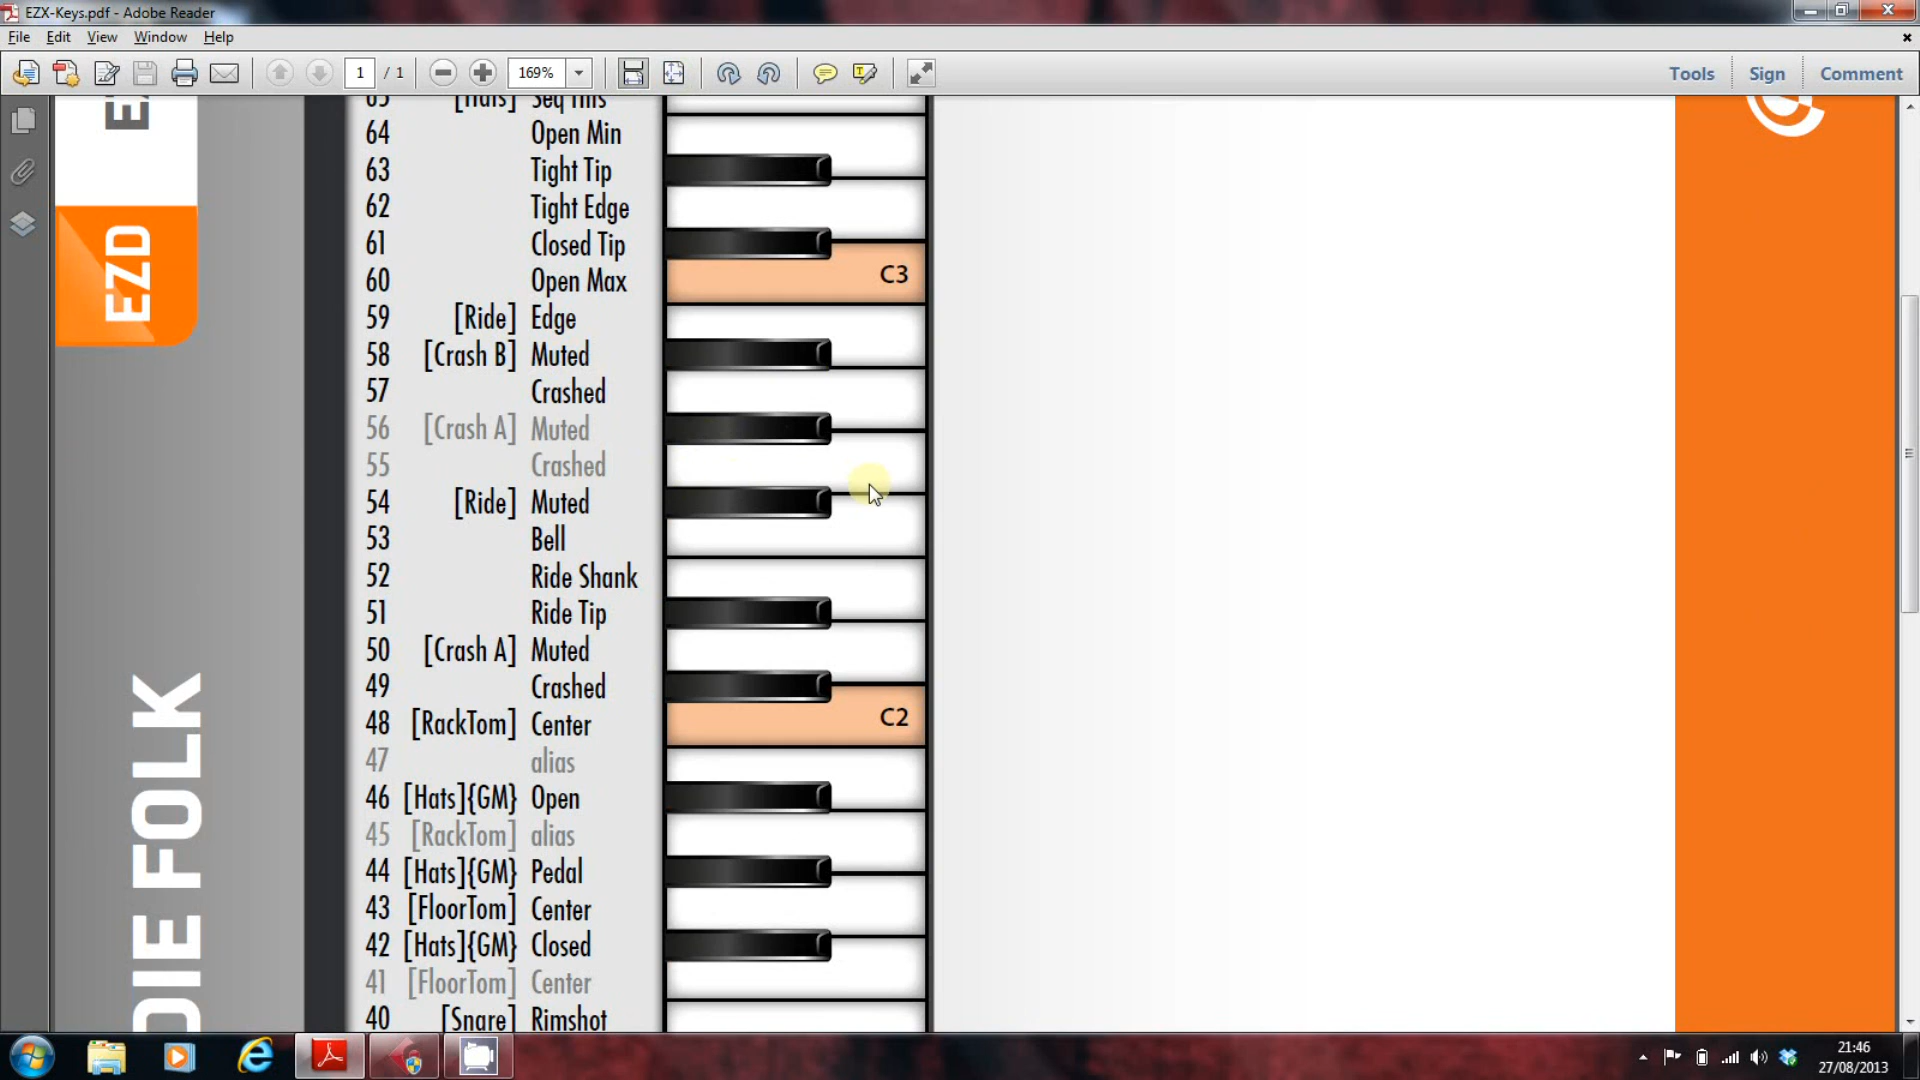 EZX-Keys.pdf - Adobe Reader
File Edit View Window Help
1 / 1 169% Tools Sign Comment
65 [Hats] Seq Hits
64 Open Min
63 Tight Tip
62 Tight Edge
61 Closed Tip
60 Open Max C3
59 [Ride] Edge
58 [Crash B] Muted
57 Crashed
56 [Crash A] Muted
55 Crashed
54 [Ride] Muted
53 Bell
52 Ride Shank
51 Ride Tip
50 [Crash A] Muted
49 Crashed
48 [RackTom] Center C2
47 alias
46 [Hats]{GM} Open
45 [RackTom] alias
44 [Hats]{GM} Pedal
43 [FloorTom] Center
42 [Hats]{GM} Closed
41 [FloorTom] Center
40 [Snare] Rimshot
EZD
DIE FOLK
21:46
27/08/2013